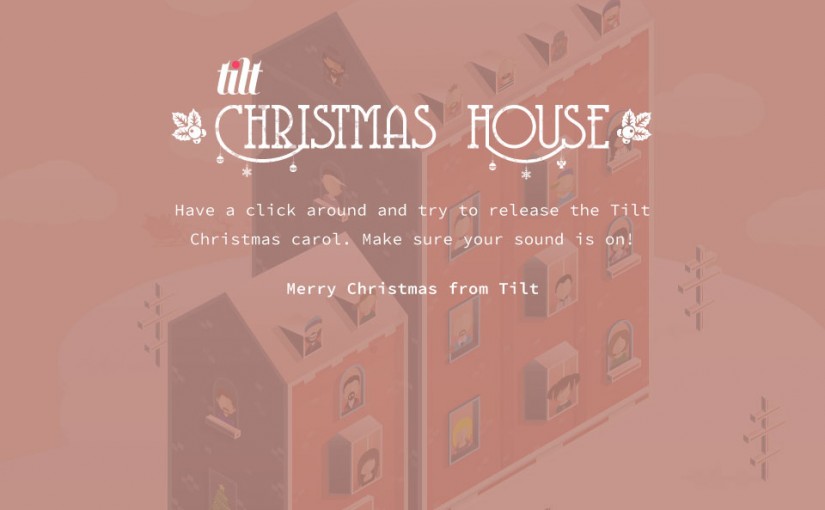 tilt
CHRISTMAS HOUSE
Have a click around and try to release the Tilt
Christmas carol. Make sure your sound is on!
Merry Christmas from Tilt